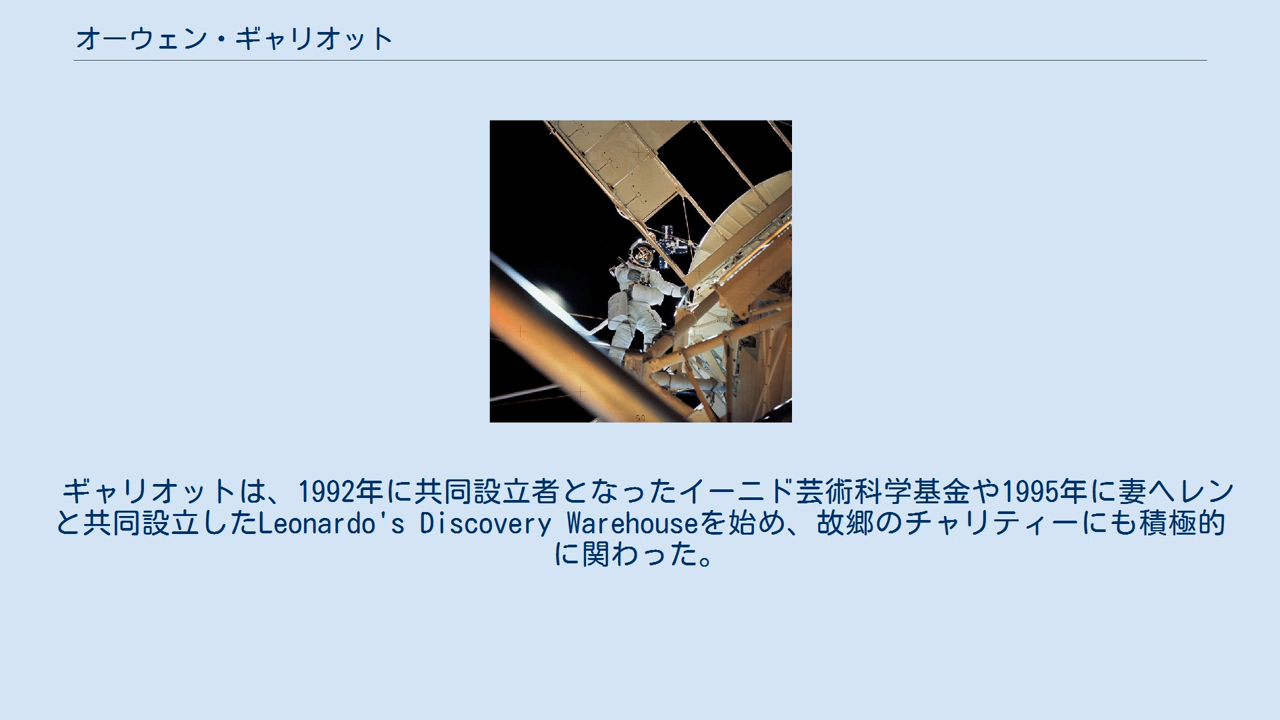 オーウェン・ギャリオット
ギャリオットは、1992年に共同設立者となったイーニド芸術科学基金や1995年に妻ヘレン
と共同設立したLeonardo's Discovery Warehouseを始め、故郷のチャリティーにも積極的
に関わった。